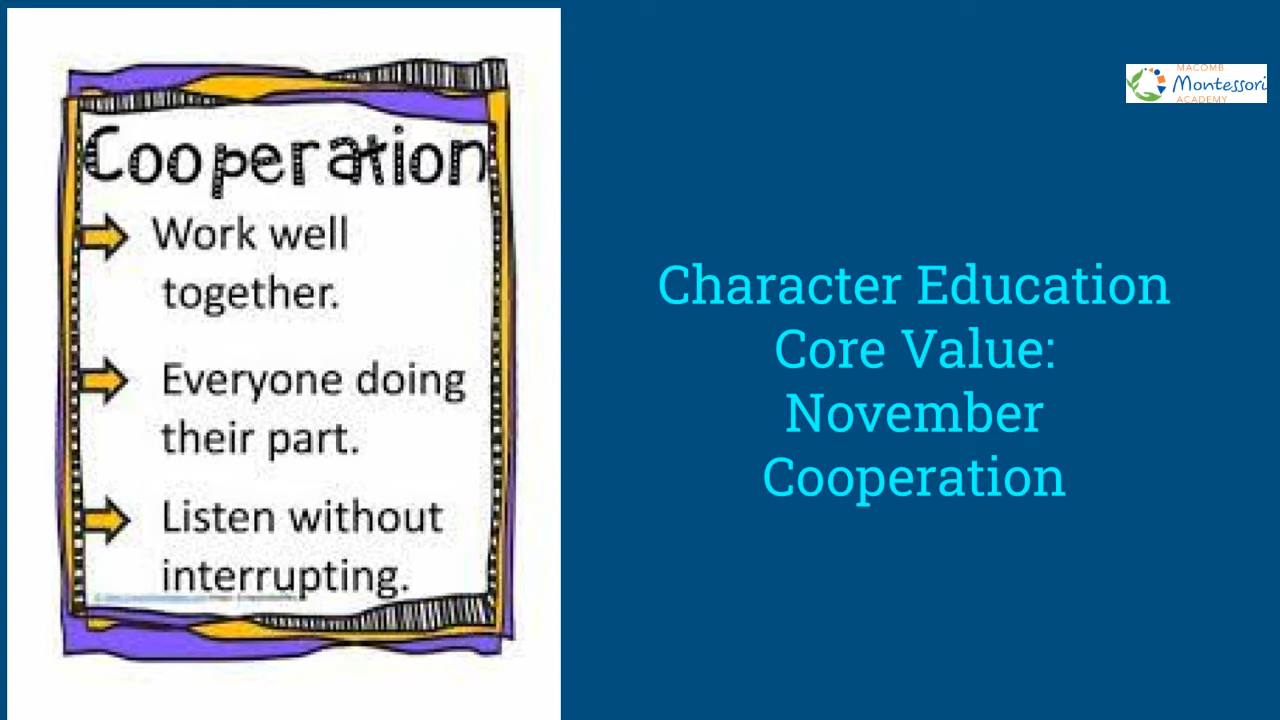 Cooperation
Work well
together.
Everyone doing
their part.
Listen without
interrupting.
MACOMB
Montessori
ACADEMY
Character Education
Core Value:
November
Cooperation